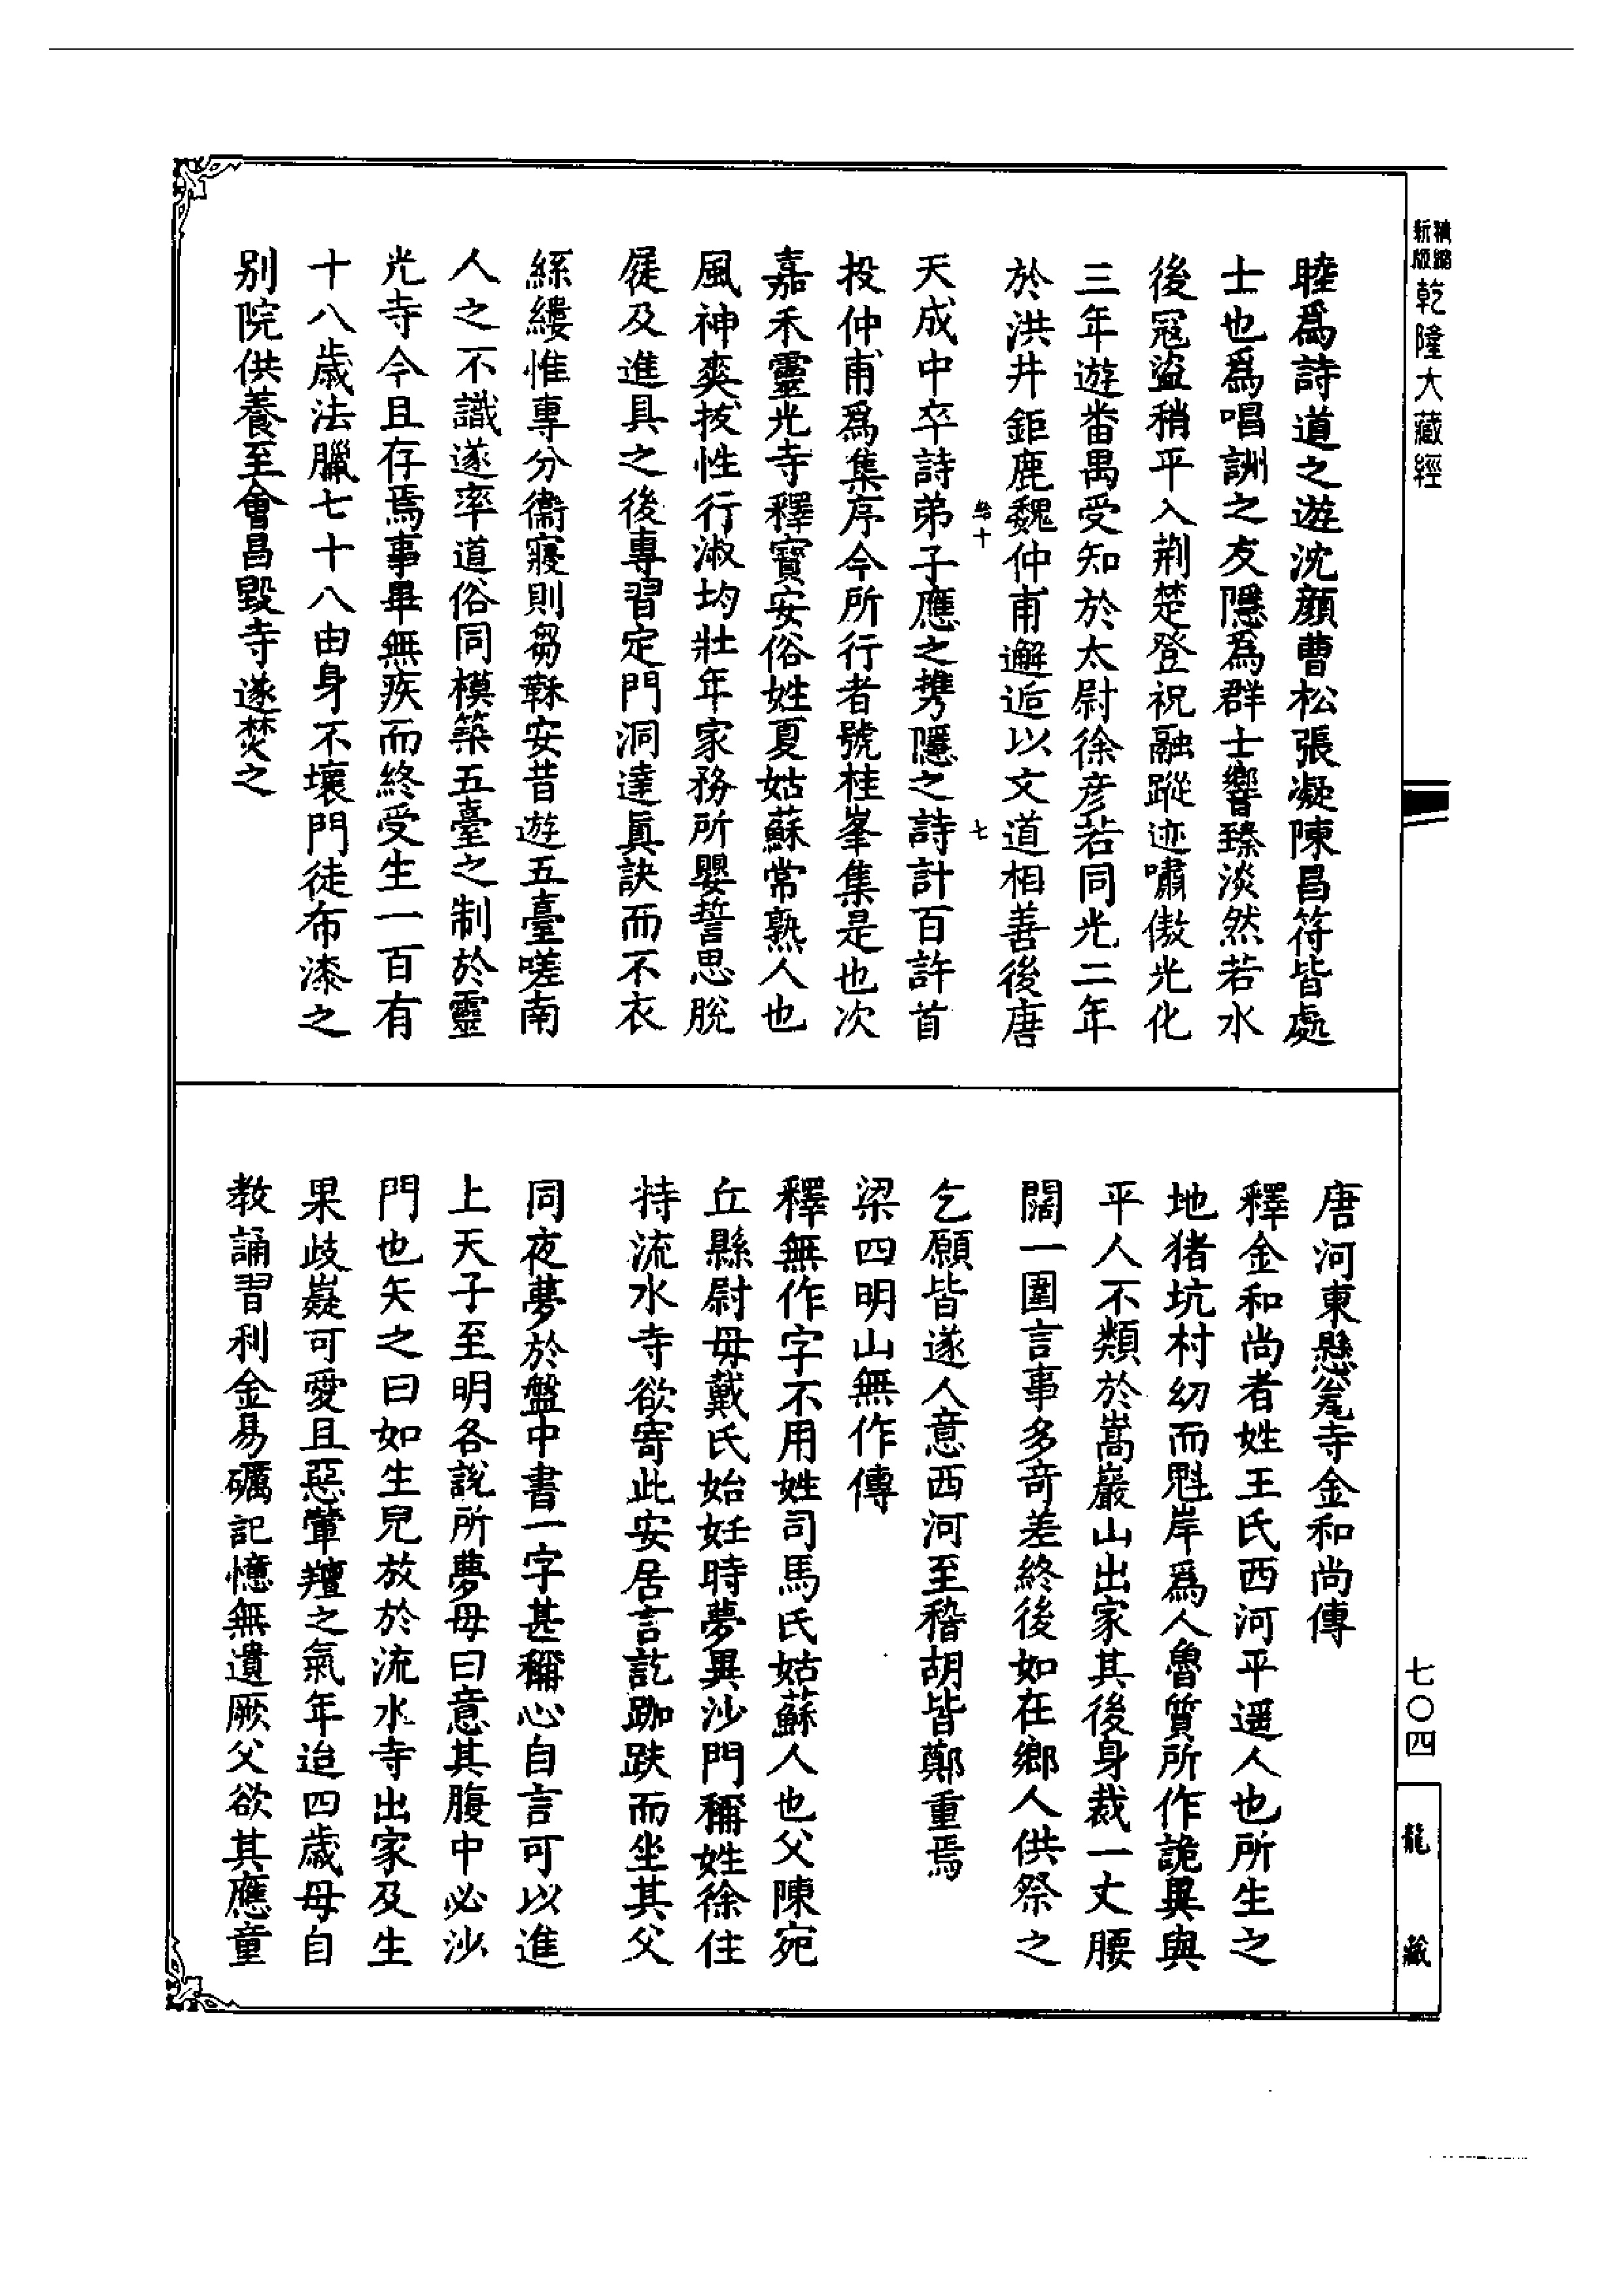 精縮新版乾隆大藏經
睦爲詩道之遊沈顔曹松張凝陳昌符皆處
士也爲唱訓之友隱爲群士響臻淡然若水
後冦盜稍平入荆楚登祝融蹤迹嘯傲光化
三年遊畨禺受知於太尉徐彦若同光二年
於洪井鉅鹿魏仲甫邂逅以文道相善後唐
十 七
天成中卒詩弟子應之携隱之詩計百許首
投仲甫爲集序今所行者號桂峯集是也次
嘉禾靈光寺釋寳安俗姓夏姑蘇常熟人也
風神爽拔性行淑均壯年家務所嬰誓思脫
屣及進具之後專習定門洞達眞訣而不衣
絲縷惟專分衞寢則芻靺安昔遊五臺嗟南
人之不識遂率道俗同模築五臺之制於靈
光寺今且存焉事畢無疾而終受生一百有
十八歳法臘七十八由身不壞門徒布漆之
别院供養至會昌毀寺遂焚之
唐河東懸瓮寺金和尚傳
釋金和尚者姓王氏西河平遥人也所生之
地猪坑村幼而魁岸爲人魯質所作詭異與
平人不類於嵩巖山出家其後身裁一丈腰
闊一圍言事多竒差終後如在鄉人供祭之
乞願皆遂人意西河至稽胡皆鄭重焉
梁四明山無作傳
釋無作字不用姓司馬氏姑蘇人也父陳宛
丘縣尉母戴氏始妊時夢異沙門稱姓徐住
持流水寺欲寄此安居言訖跏趺而坐其父
同夜夢於盤中書一字甚稱心自言可以進
上天子至明各說所夢母曰意其腹中必沙
門也矢之曰如生兒放於流水寺出家及生
果歧嶷可愛且惡葷羶之氣年迨四歳母自
教誦習利金易礪記憶無遺厥父欲其應童
七〇四
龍藏